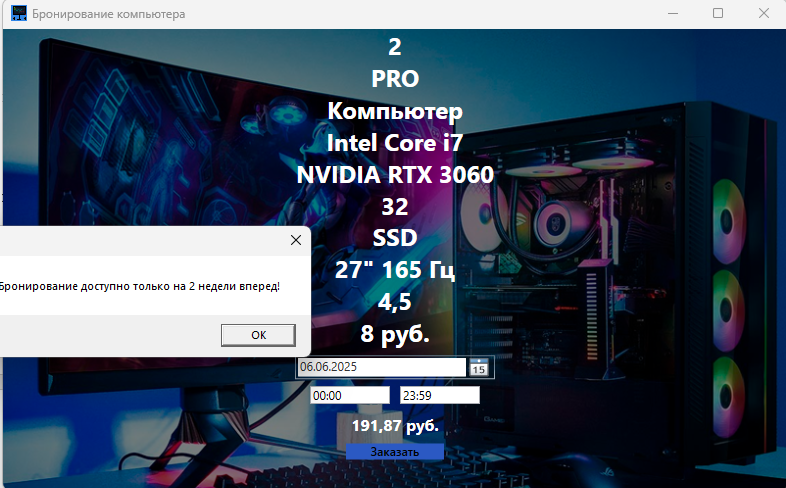 Бронирование компьютера
2
PRO
Компьютер
Intel Core i7
NVIDIA RTX 3060
32
SSD
27" 165 Гц
4,5
8 руб.
Бронирование доступно только на 2 недели вперед!
OK
06.06.2025
15
00:00 23:59
191,87 руб.
Заказать